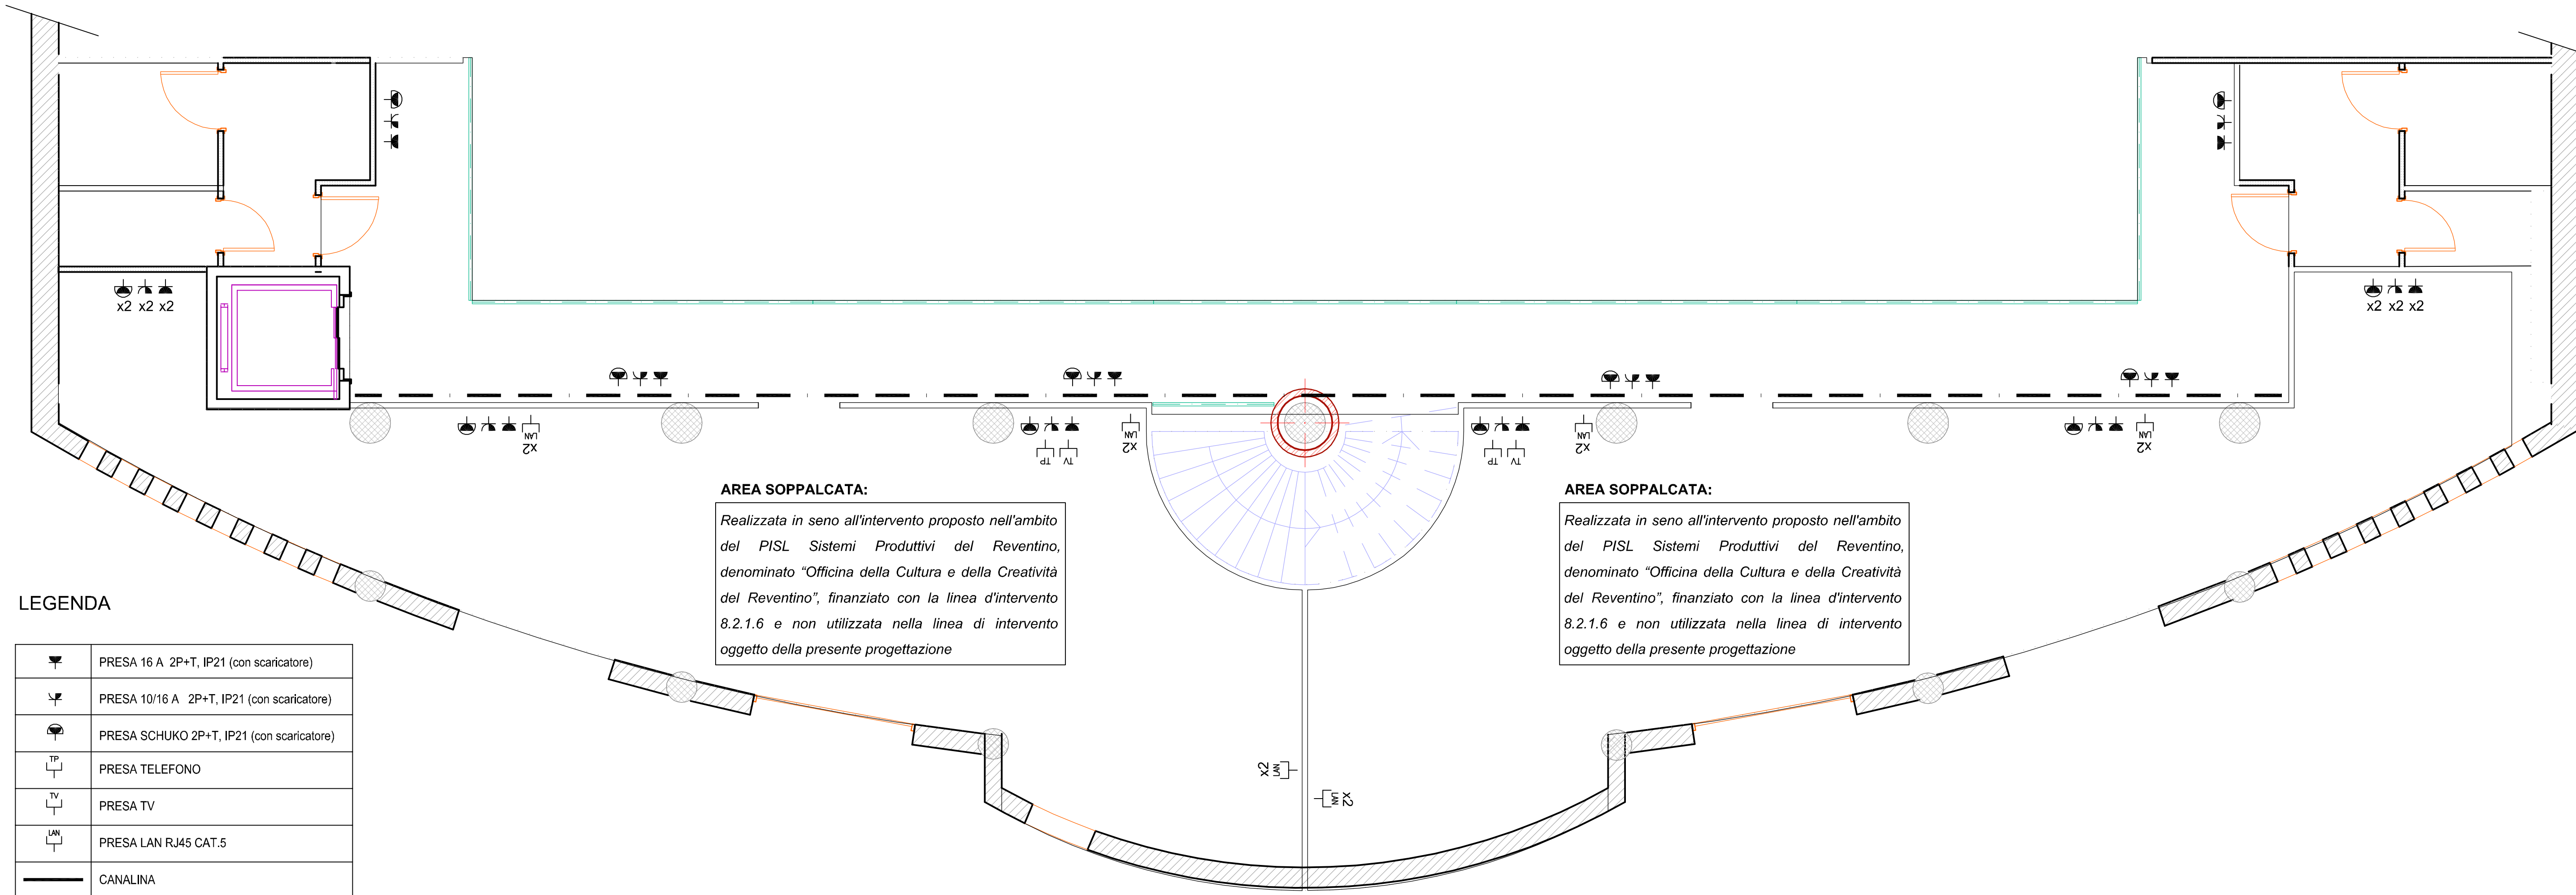 x2 x2 x2
x2 x2 x2
LAN
x2
TP
TV
LAN
x2
TP
TV
LAN
x2
LAN
x2
AREA SOPPALCATA:
Realizzata in seno all'intervento proposto nell'ambito
del PISL Sistemi Produttivi del Reventino,
denominato “Officina della Cultura e della Creatività
del Reventino”, finanziato con la linea d'intervento
8.2.1.6 e non utilizzata nella linea di intervento
oggetto della presente progettazione
AREA SOPPALCATA:
Realizzata in seno all'intervento proposto nell'ambito
del PISL Sistemi Produttivi del Reventino,
denominato “Officina della Cultura e della Creatività
del Reventino”, finanziato con la linea d'intervento
8.2.1.6 e non utilizzata nella linea di intervento
oggetto della presente progettazione
x2 LAN
LAN x2
LEGENDA
PRESA 16 A 2P+T, IP21 (con scaricatore)
PRESA 10/16 A 2P+T, IP21 (con scaricatore)
PRESA SCHUKO 2P+T, IP21 (con scaricatore)
TP PRESA TELEFONO
TV PRESA TV
LAN PRESA LAN RJ45 CAT.5
CANALINA